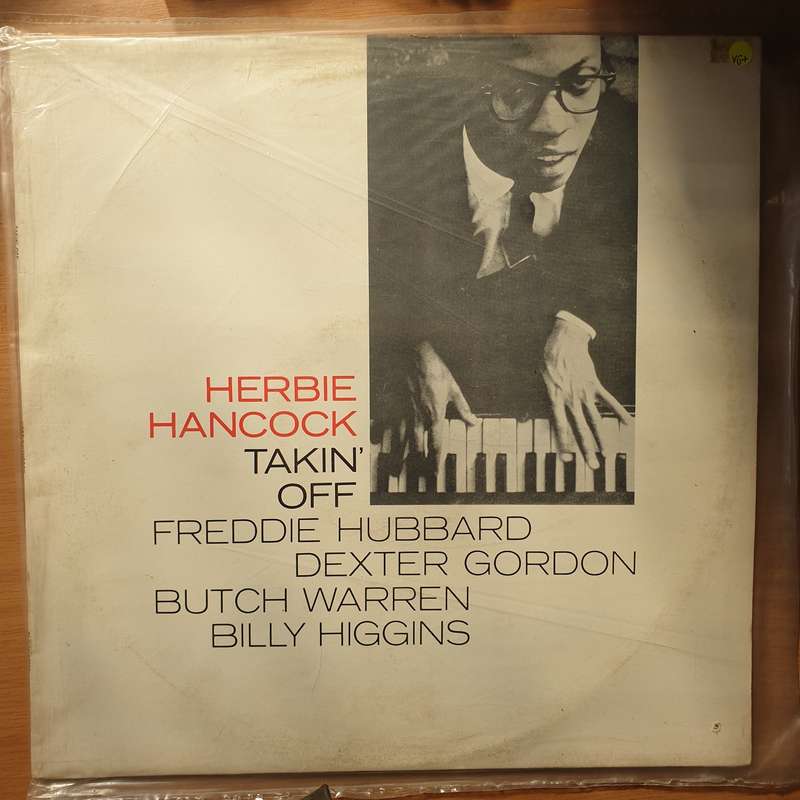 VG+
HERBIE
HANCOCK
TAKIN'
OFF
FREDDIE HUBBARD
DEXTER GORDON
BUTCH WARREN
BILLY HIGGINS